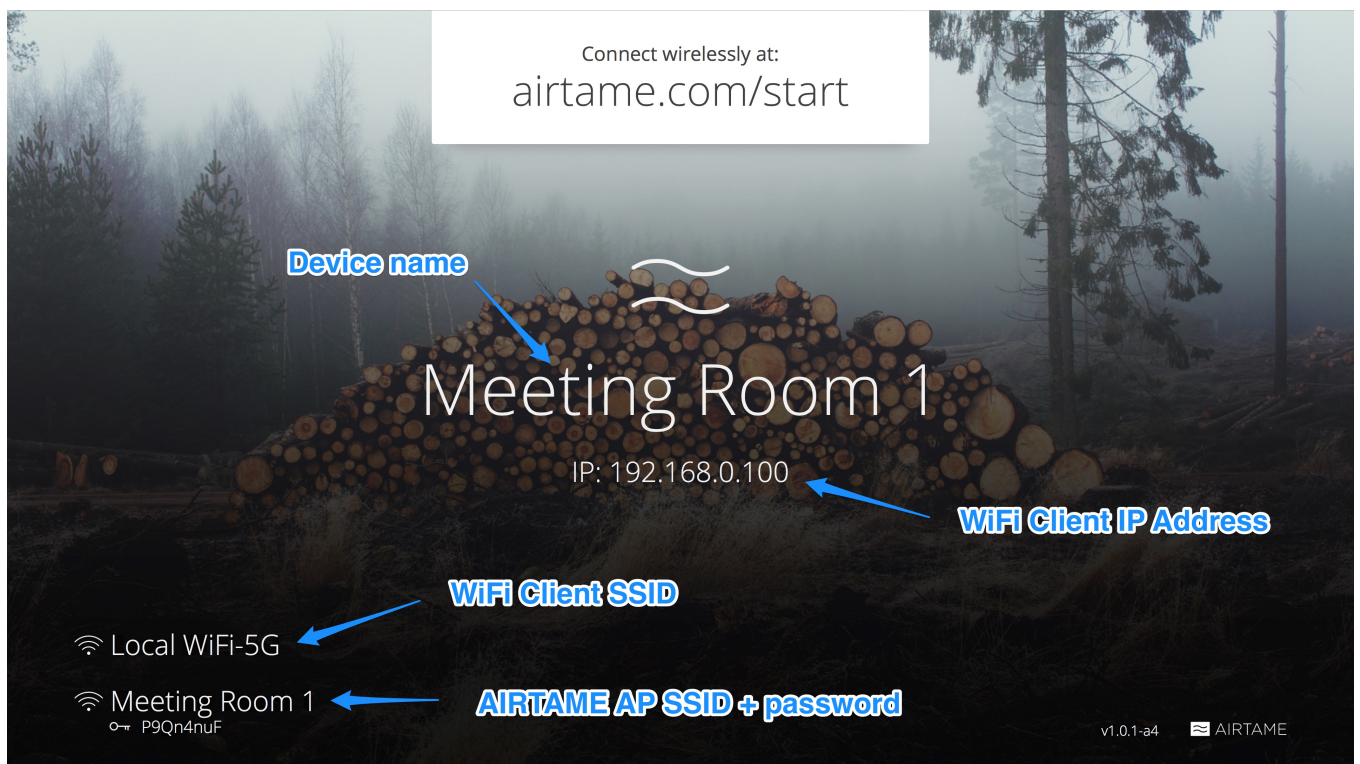 Connect wirelessly at:
airtame.com/start
Device name
Meeting Room 1
IP: 192.168.0.100
WiFi Client IP Address
WiFi Client SSID
Local WiFi-5G
Meeting Room 1
AIRTAME AP SSID + password
P9Qn4nuF
v1.0.1-a4
AIRTAME